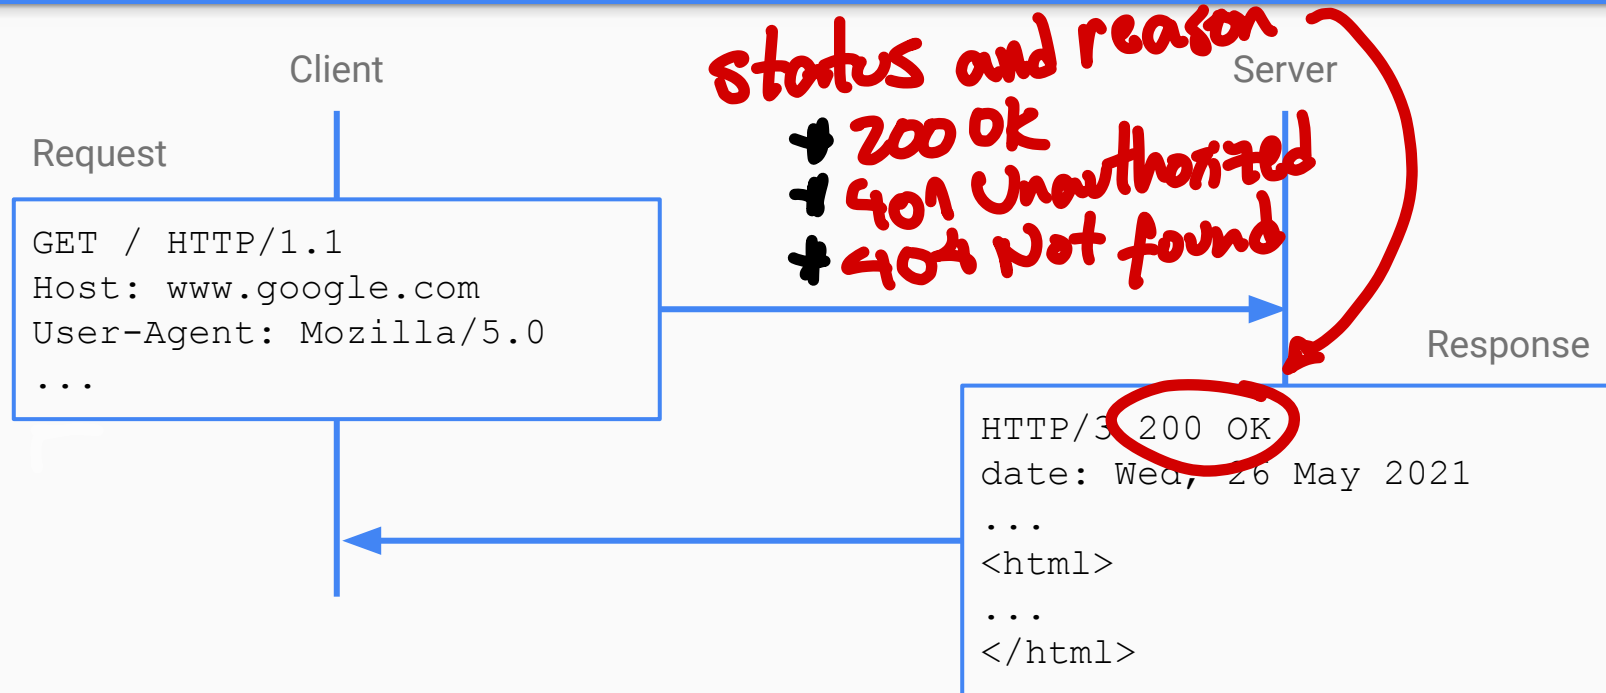 status and reason
Client
Server
200 OK
401 Unauthorized
404 Not found
Request
GET / HTTP/1.1
Host: www.google.com
User-Agent: Mozilla/5.0
...
Response
HTTP/3 200 OK
date: Wed, 26 May 2021
...
<html>
...
</html>